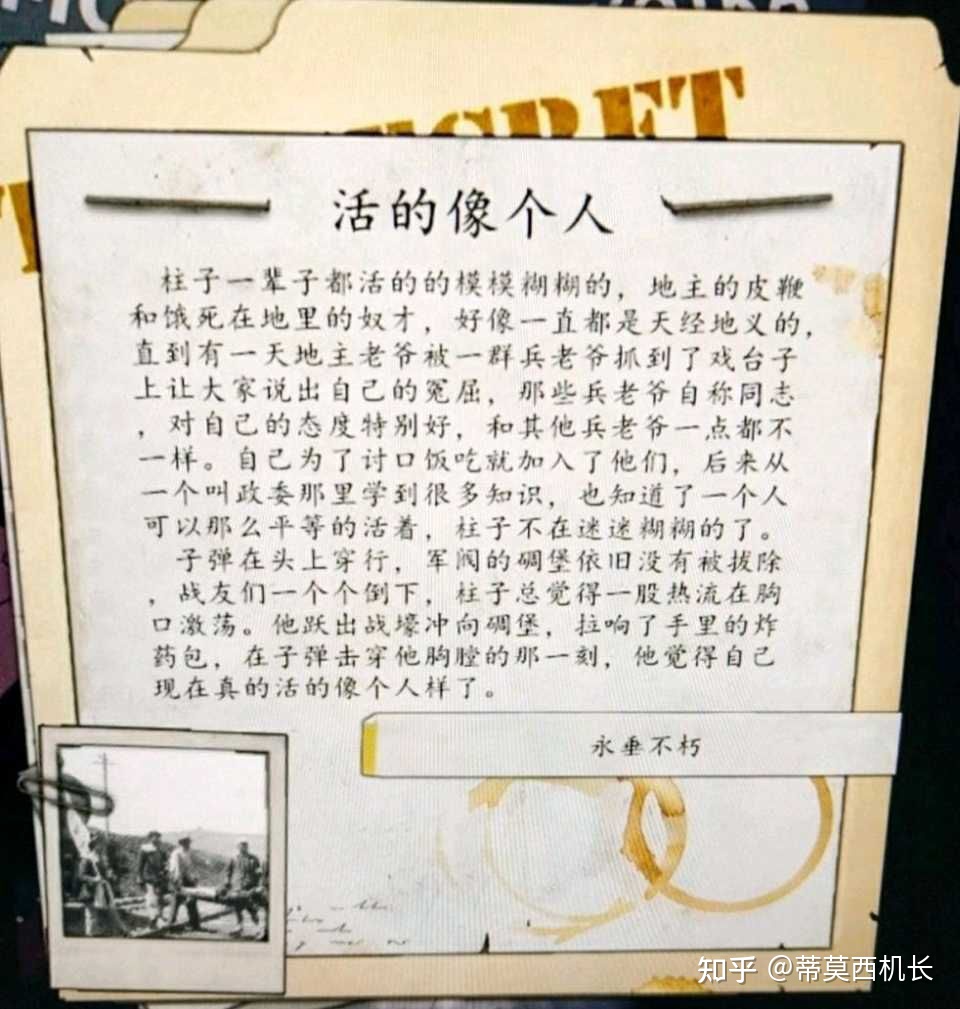 SECRET
活的像个人
柱子一辈子都活的的模模糊糊的，地主的皮鞭
和饿死在地里的奴才，好像一直都是天经地义的，
直到有一天地主老爷被一群兵老爷抓到了戏台子
上让大家说出自己的冤屈，那些兵老爷自称同志
，对自己的态度特别好，和其他兵老爷一点都不
一样。自己为了讨口饭吃就加入了他们，后来从
一个叫政委那里学到很多知识，也知道了一个人
可以那么平等的活着，柱子不在迷迷糊糊的了。
子弹在头上穿行，军阀的碉堡依旧没有被拔除
，战友们一个个倒下，柱子总觉得一股热流在胸
口激荡。他跃出战壕冲向碉堡，拉响了手里的炸
药包，在子弹击穿他胸膛的那一刻，他觉得自己
现在真的活的像个人样了。
永垂不朽
知乎 @蒂莫西机长